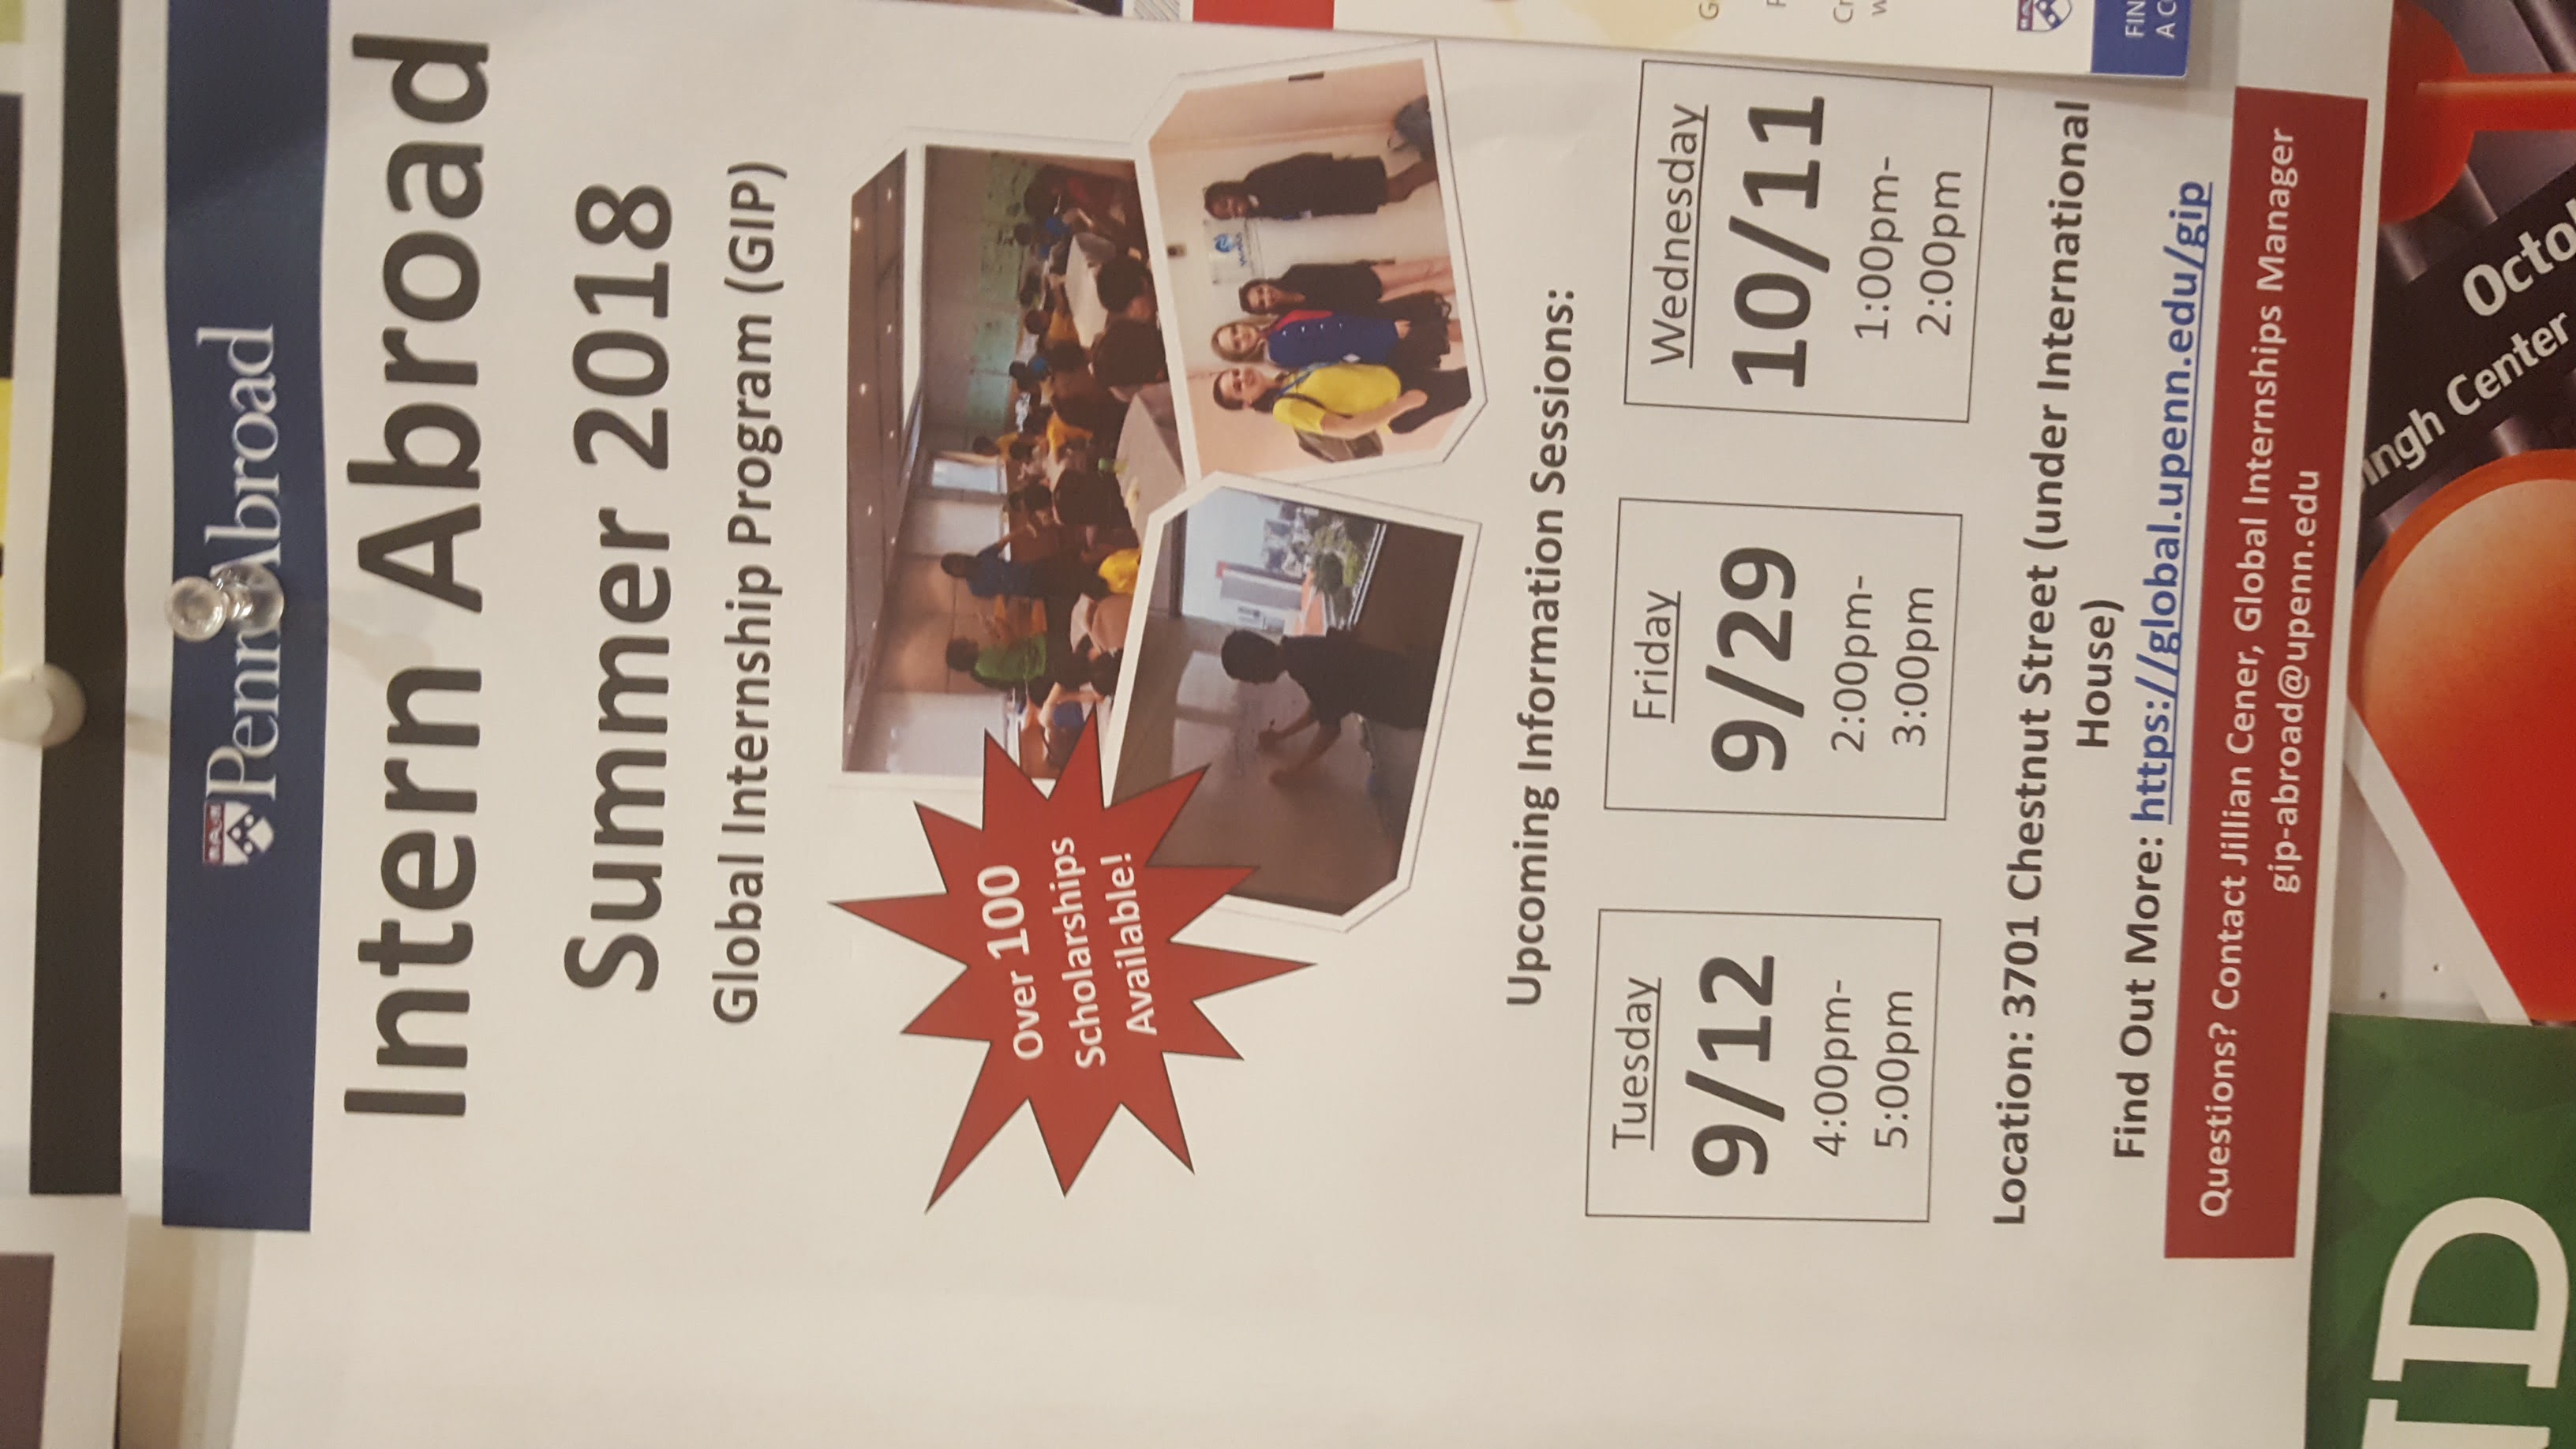 Penn Abroad
Intern Abroad
Summer 2018
Global Internship Program (GIP)
Over 100
Scholarships
Available!
Upcoming Information Sessions:
Tuesday
9/12
4:00pm-
5:00pm
Friday
9/29
2:00pm-
3:00pm
Wednesday
10/11
1:00pm-
2:00pm
Location: 3701 Chestnut Street (under International
House)
Find Out More: https://global.upenn.edu/gip
Questions? Contact Jillian Cener, Global Internships Manager
gip-abroad@upenn.edu
FIN
A C
ND
ingh Center
Octo